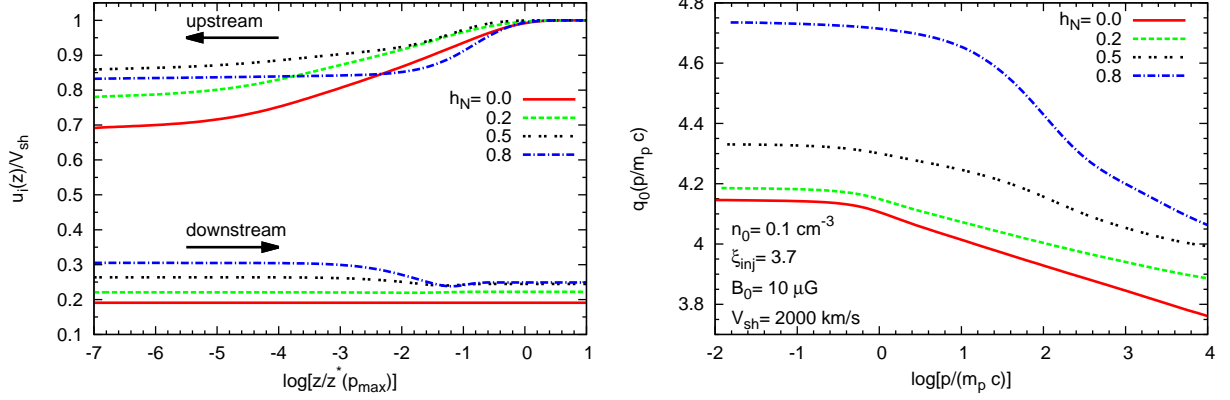 1
0.9
0.8
0.7
0.6
0.5
0.4
0.3
0.2
0.1
u_i(z)/V_sh
upstream
h_N= 0.0
0.2
0.5
0.8
downstream
-7 -6 -5 -4 -3 -2 -1 0 1
log[z/z^*(p_max)]
4.8
4.6
4.4
4.2
4
3.8
q_0(p/m_p c)
h_N= 0.0
0.2
0.5
0.8
n_0= 0.1 cm^-3
ξ_inj= 3.7
B_0= 10 μG
V_sh= 2000 km/s
-2 -1 0 1 2 3 4
log[p/(m_p c)]